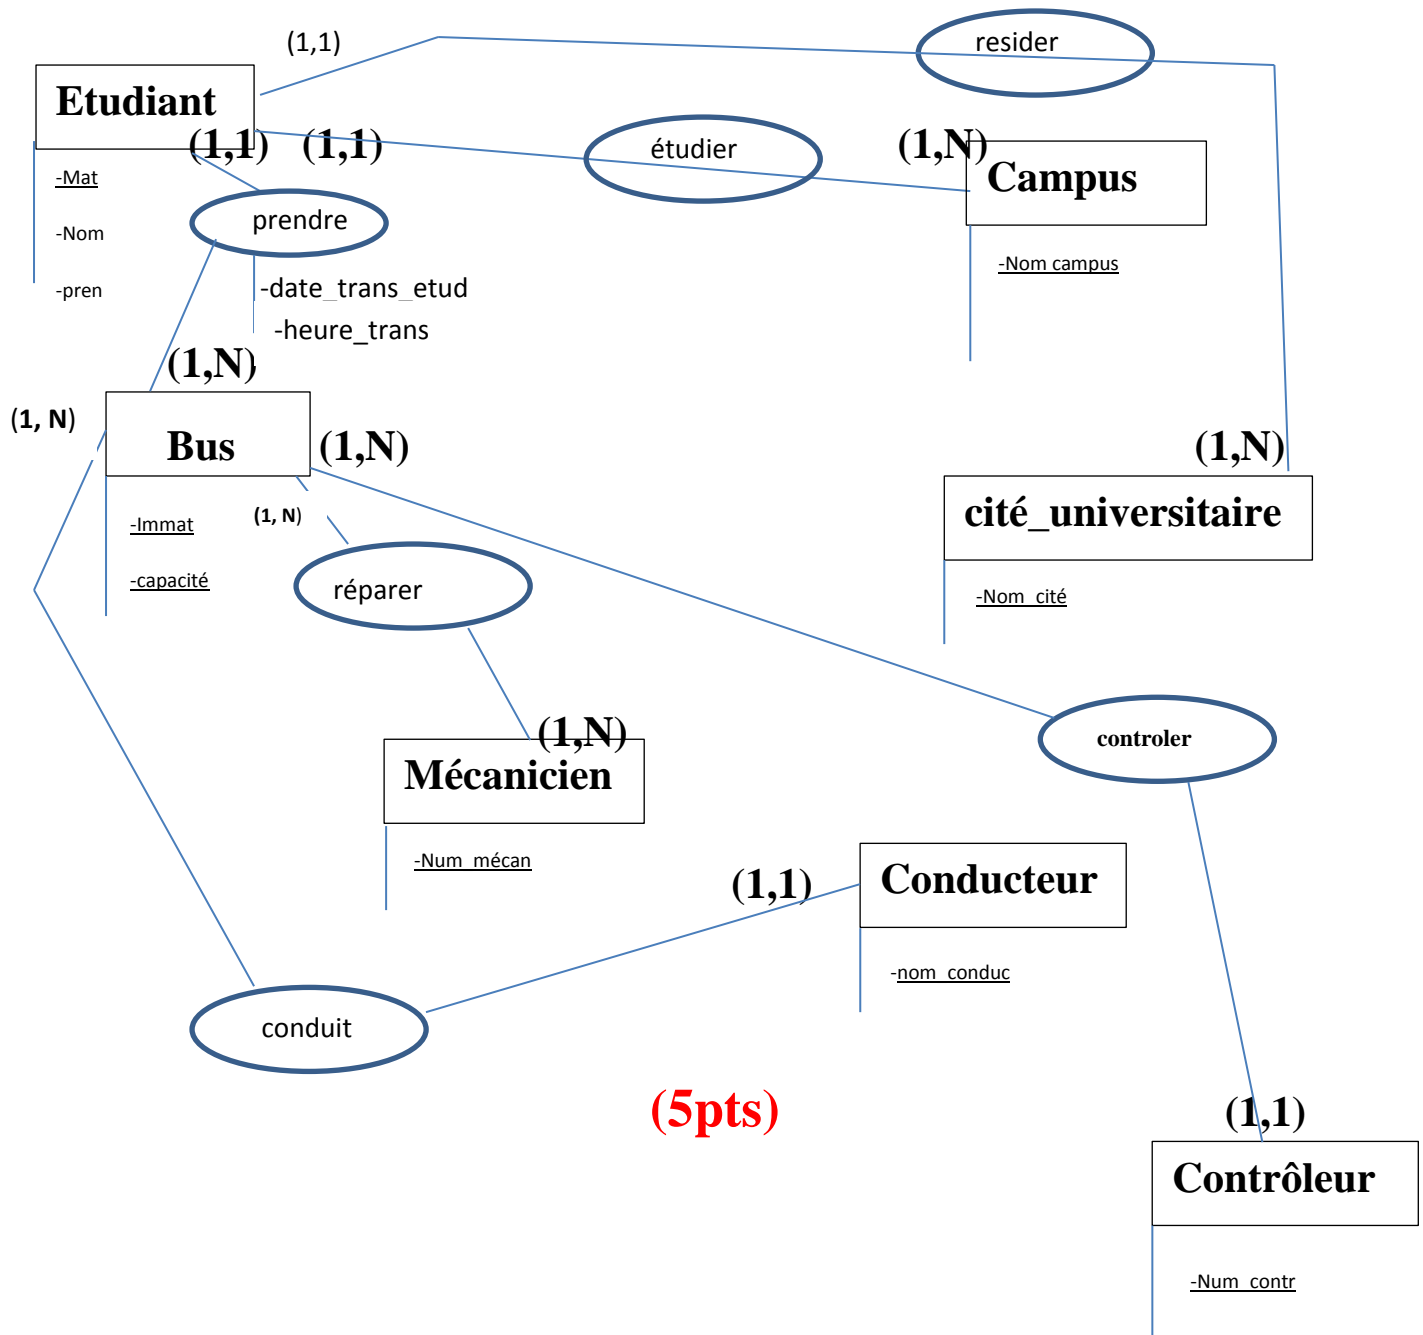 (1,1)
resider
Etudiant
(1,1)
(1,1)
étudier
(1,N)
Campus
-Mat
-Nom
-pren
prendre
-Nom campus
-date_trans_etud
-heure_trans
(1,N)
(1, N)
Bus
(1,N)
(1,N)
cité_universitaire
-Immat
-capacité
(1, N)
réparer
-Nom_cité
(1,N)
Mécanicien
controler
-Num_mécan
(1,1)
Conducteur
-nom_conduc
conduit
(5pts)
(1,1)
Contrôleur
-Num_contr